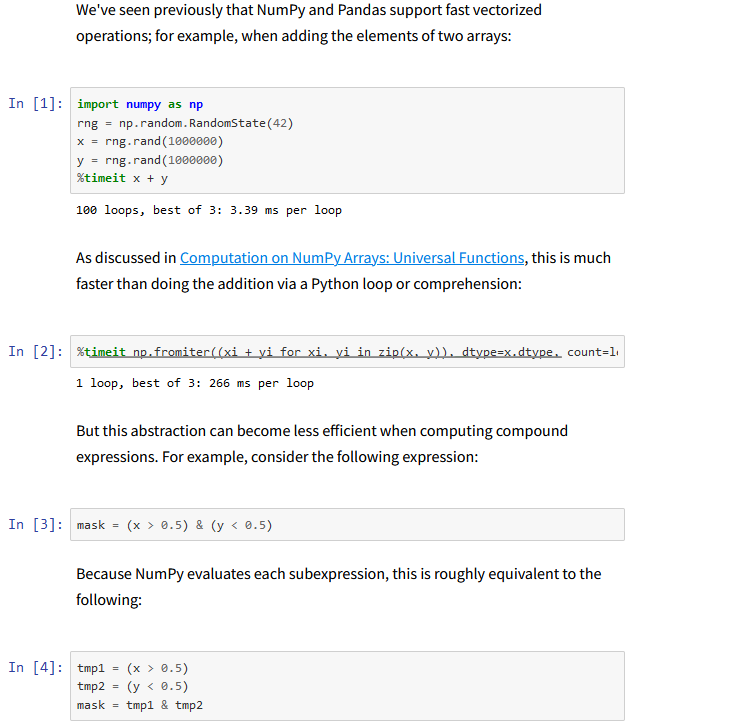 We've seen previously that NumPy and Pandas support fast vectorized
operations; for example, when adding the elements of two arrays:
In [1]: import numpy as np
rng = np.random.RandomState(42)
x = rng.rand(1000000)
y = rng.rand(1000000)
%timeit x + y
100 loops, best of 3: 3.39 ms per loop
As discussed in Computation on NumPy Arrays: Universal Functions, this is much
faster than doing the addition via a Python loop or comprehension:
In [2]: %timeit np.fromiter((xi + yi for xi, yi in zip(x, y)), dtype=x.dtype, count=l
1 loop, best of 3: 266 ms per loop
But this abstraction can become less efficient when computing compound
expressions. For example, consider the following expression:
In [3]: mask = (x > 0.5) & (y < 0.5)
Because NumPy evaluates each subexpression, this is roughly equivalent to the
following:
In [4]: tmp1 = (x > 0.5)
tmp2 = (y < 0.5)
mask = tmp1 & tmp2